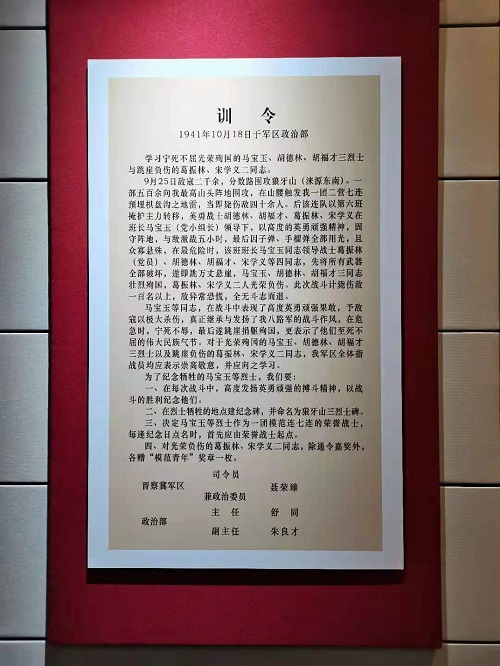 训 令
1941年10月18日于军区政治部
学习宁死不屈光荣殉国的马宝玉、胡德林、胡福才三烈士
与跳崖负伤的葛振林、宋学义二同志。
9月25日敌寇二千余，分数路围攻狼牙山（涞源东南）。一
部五百余向我最高山头阵地围攻，在山腰触发我一团二营七连
预埋棋盘沟之地雷，当即毙伤敌四十余人。后该连队以第六班
掩护主力转移，英勇战士胡德林、胡福才、葛振林、宋学义在
班长马宝玉（党小组长）领导下，以高度的英勇顽强精神，固
守阵地，与敌激战五小时，最后因子弹、手榴弹全部用光，且
众寡悬殊，在最危险时，该班班长马宝玉同志领导战士葛振林
（党员）、胡德林、胡福才、宋学义等四同志，先将所有武器
全部破坏，遂即跳万丈悬崖，马宝玉、胡德林、胡福才三同志
壮烈殉国，葛振林、宋学义二人光荣负伤。此次战斗计毙伤敌
一百名以上，敌异常恐慌，全无斗志而退。
马宝玉等同志，在战斗中表现了高度英勇顽强果敢，予敌
寇以极大杀伤，真正继承与发扬了我八路军的战斗作风，在危
急时，宁死不辱，最后遂跳崖捐躯殉国，更表示了他们至死不
屈的伟大民族气节。对于光荣殉国的马宝玉、胡德林、胡福才
三烈士以及跳崖负伤的葛振林、宋学义二同志，我军区全体指
战员均应表示崇高敬意，并应向之学习。
为了纪念牺牲的马宝玉等烈士，我们要：
一、在每次战斗中，高度发扬英勇顽强的搏斗精神，以战
斗的胜利纪念他们。
二、在烈士牺牲的地点建纪念碑，并命名为狼牙山三烈士碑。
三、决定马宝玉等烈士作为一团模范连七连的荣誉战士，
每逢纪念日点名时，首先应由荣誉战士起点。
四、对光荣负伤的葛振林、宋学义二同志，除通令嘉奖外，
各赠“模范青年”奖章一枚。
司令员
晋察冀军区 聂荣臻
兼政治委员
主 任 舒 同
政治部
副主任 朱良才